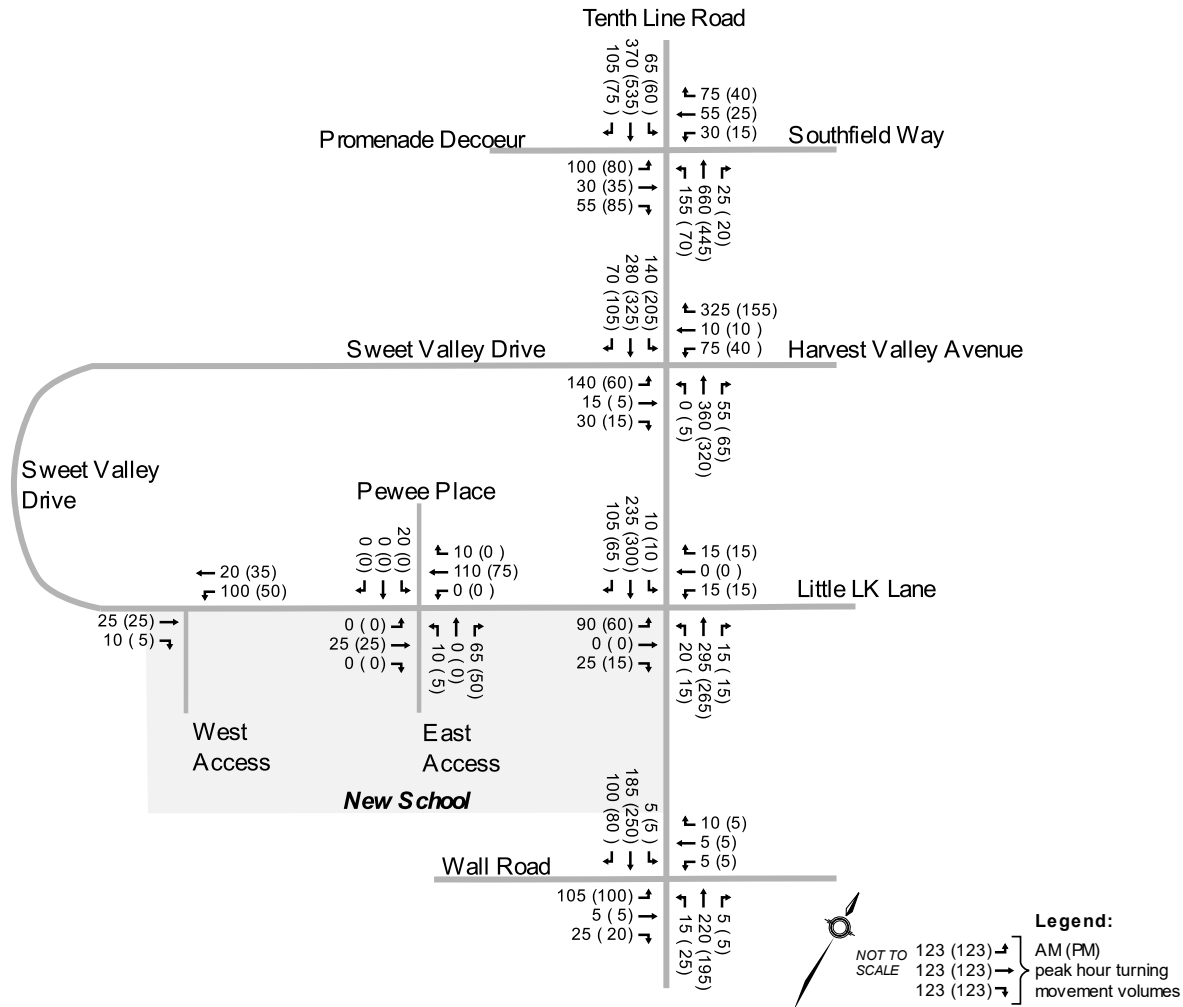 Tenth Line Road
105 (75 )
370 (535)
65 (60 )
75 (40)
55 (25)
30 (15)
Promenade Decoeur
Southfield Way
100 (80)
30 (35)
55 (85)
155 ( 70)
660 (445)
25 ( 20)
70 (105)
280 (325)
140 (205)
325 (155)
10 (10 )
75 (40 )
Sweet Valley Drive
Harvest Valley Avenue
140 (60)
15 ( 5)
30 (15)
0 ( 5)
360 (320)
55 ( 65)
Sweet Valley
Drive
Pewee Place
0 (0)
0 (0)
20 (0)
10 (0 )
110 (75)
0 (0 )
105 (65 )
235 (300)
10 (10 )
15 (15)
0 (0 )
15 (15)
20 (35)
100 (50)
Little LK Lane
25 (25)
10 ( 5)
0 ( 0)
25 (25)
0 ( 0)
10 ( 5)
0 ( 0)
65 (50)
90 (60)
0 ( 0)
25 (15)
20 ( 15)
295 (265)
15 ( 15)
West
Access
East
Access
New School
100 (80 )
185 (250)
5 (5 )
10 (5)
5 (5)
5 (5)
Wall Road
105 (100)
5 ( 5)
25 ( 20)
15 ( 25)
220 (195)
5 ( 5)
Legend:
NOT TO
SCALE
123 (123)
123 (123)
123 (123)
AM (PM)
peak hour turning
movement volumes